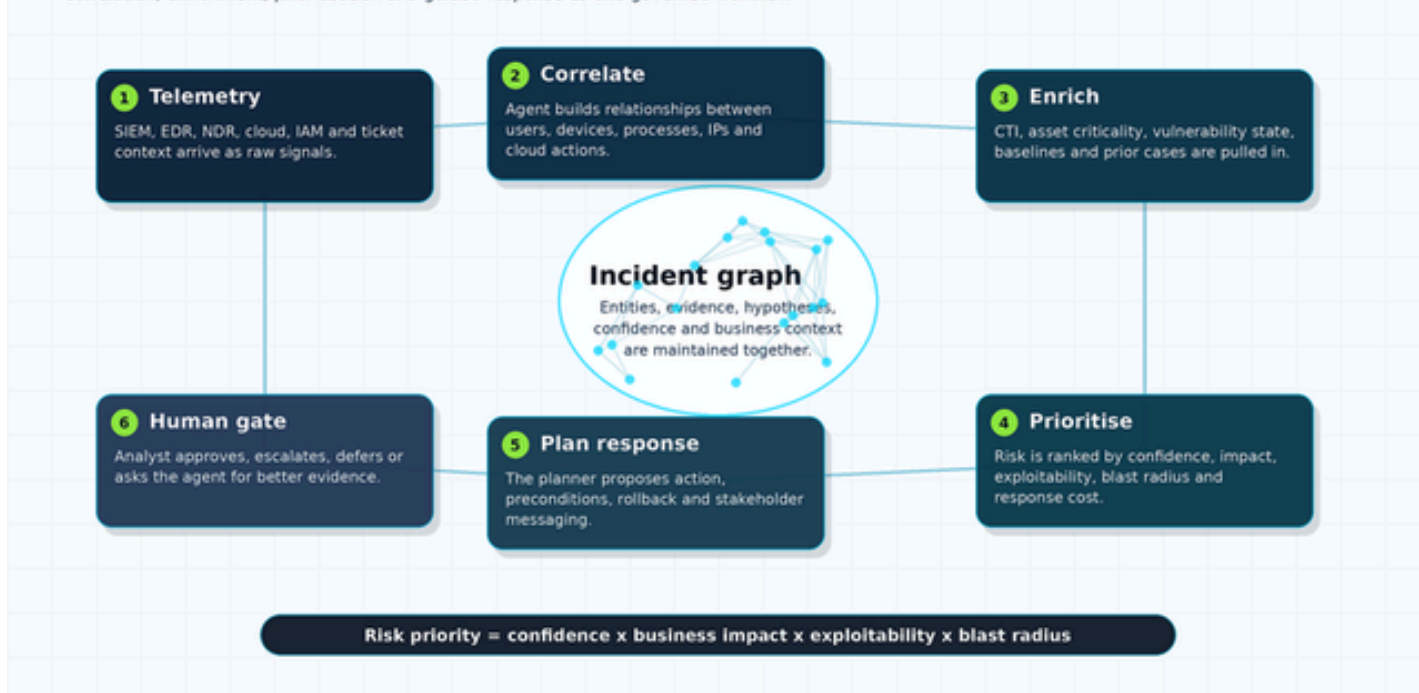 1 Telemetry
SIEM, EDR, NDR, cloud, IAM and ticket
context arrive as raw signals.
2 Correlate
Agent builds relationships between
users, devices, processes, IPs and
cloud actions.
3 Enrich
CTI, asset criticality, vulnerability state,
baselines and prior cases are pulled in.
Incident graph
Entities, evidence, hypotheses,
confidence and business context
are maintained together.
6 Human gate
Analyst approves, escalates, defers or
asks the agent for better evidence.
5 Plan response
The planner proposes action,
preconditions, rollback and stakeholder
messaging.
4 Prioritise
Risk is ranked by confidence, impact,
exploitability, blast radius and
response cost.
Risk priority = confidence x business impact x exploitability x blast radius